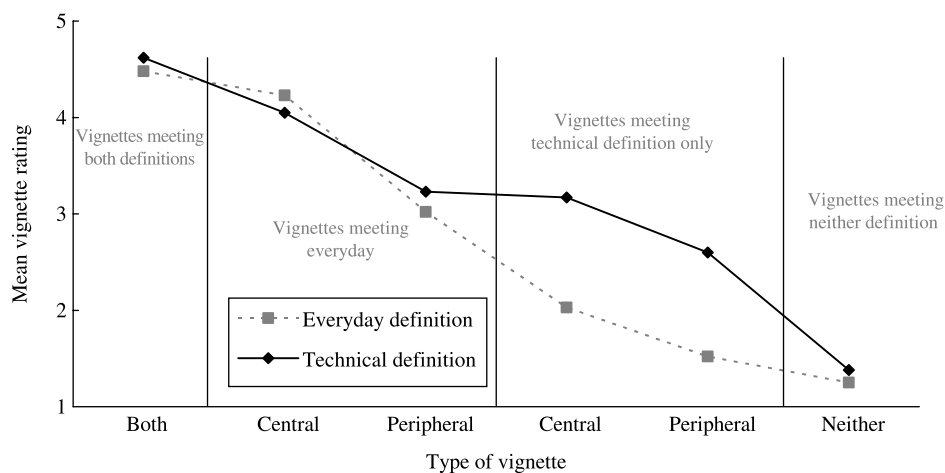 5
4
3
2
1
Mean vignette rating
Vignettes meeting
both definitions
Vignettes meeting
everyday
Vignettes meeting
technical definition only
Vignettes meeting
neither definition
Everyday definition
Technical definition
Both
Central
Peripheral
Central
Peripheral
Neither
Type of vignette